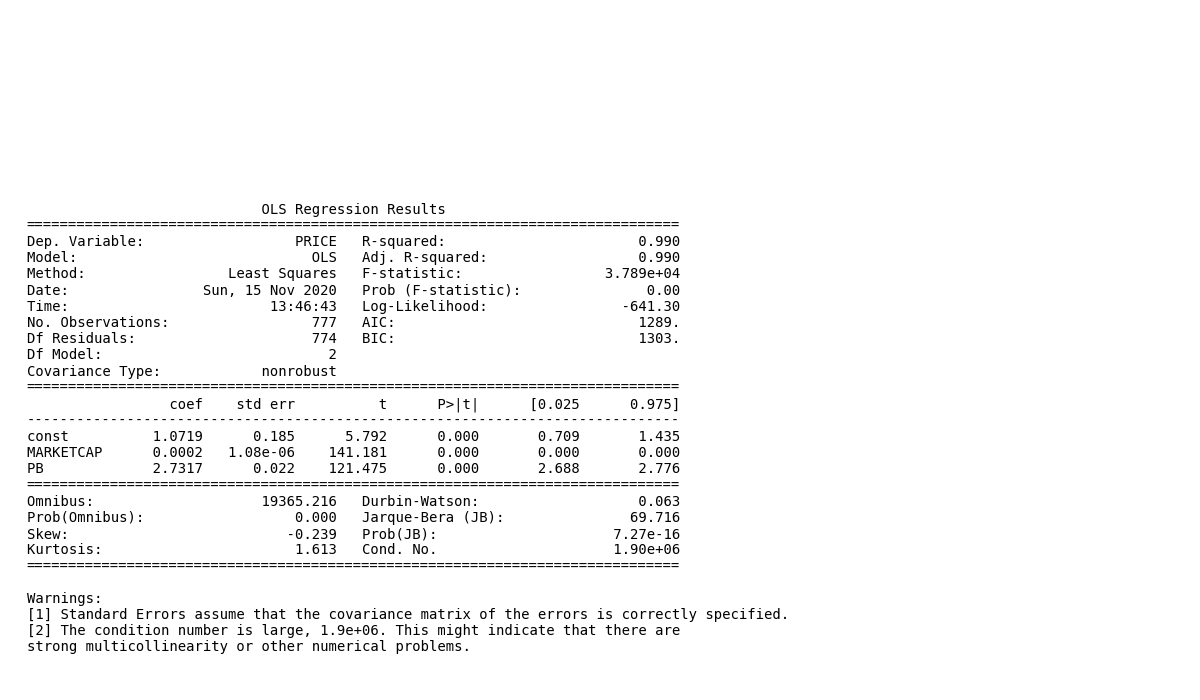 OLS Regression Results
==============================================================================
Dep. Variable:                  PRICE   R-squared:                       0.990
Model:                            OLS   Adj. R-squared:                  0.990
Method:                 Least Squares   F-statistic:                 3.789e+04
Date:                Sun, 15 Nov 2020   Prob (F-statistic):               0.00
Time:                        13:46:43   Log-Likelihood:                -641.30
No. Observations:                 777   AIC:                             1289.
Df Residuals:                     774   BIC:                             1303.
Df Model:                           2
Covariance Type:            nonrobust
==============================================================================
                 coef    std err          t      P>|t|      [0.025      0.975]
------------------------------------------------------------------------------
const          1.0719      0.185      5.792      0.000       0.709       1.435
MARKETCAP      0.0002   1.08e-06    141.181      0.000       0.000       0.000
PB             2.7317      0.022    121.475      0.000       2.688       2.776
==============================================================================
Omnibus:                    19365.216   Durbin-Watson:                   0.063
Prob(Omnibus):                  0.000   Jarque-Bera (JB):               69.716
Skew:                          -0.239   Prob(JB):                     7.27e-16
Kurtosis:                       1.613   Cond. No.                     1.90e+06
==============================================================================
Warnings:
[1] Standard Errors assume that the covariance matrix of the errors is correctly specified.
[2] The condition number is large, 1.9e+06. This might indicate that there are
strong multicollinearity or other numerical problems.